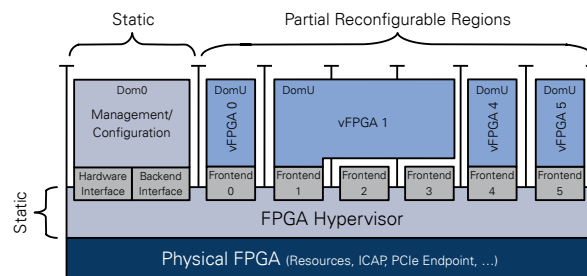 Static
Partial Reconfigurable Regions
Dom0
Management/
Configuration
DomU
vFPGA 0
DomU
vFPGA 1
DomU
vFPGA 4
DomU
vFPGA 5
Hardware
Interface
Backend
Interface
Frontend
0
Frontend
1
Frontend
2
Frontend
3
Frontend
4
Frontend
5
Static
FPGA Hypervisor
Physical FPGA (Resources, ICAP, PCIe Endpoint, ...)